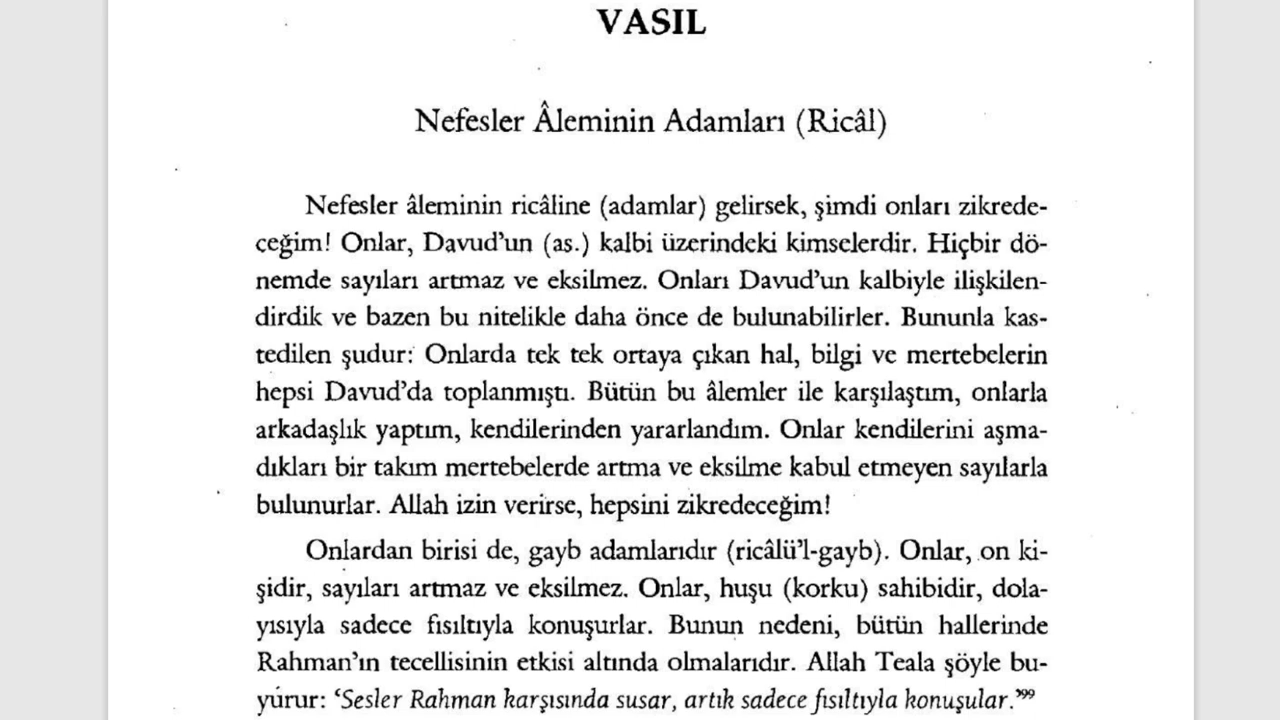 VASIL
Nefesler Âleminin Adamları (Ricâl)
Nefesler âleminin ricâline (adamlar) gelirsek, şimdi onları zikrede-
ceğim! Onlar, Davud'un (as.) kalbi üzerindeki kimselerdir. Hiçbir dö-
nemde sayıları artmaz ve eksilmez. Onları Davud'un kalbiyle ilişkilen-
dirdik ve bazen bu nitelikle daha önce de bulunabilirler. Bununla kas-
tedilen şudur: Onlarda tek tek ortaya çıkan hal, bilgi ve mertebelerin
hepsi Davud'da toplanmıştı. Bütün bu âlemler ile karşılaştım, onlarla
arkadaşlık yaptım, kendilerinden yararlandım. Onlar kendilerini aşma-
dıkları bir takım mertebelerde artma ve eksilme kabul etmeyen sayılarla
bulunurlar. Allah izin verirse, hepsini zikredeceğim!
Onlardan birisi de, gayb adamlarıdır (ricâlü'l-gayb). Onlar, on ki-
şidir, sayıları artmaz ve eksilmez. Onlar, huşu (korku) sahibidir, dola-
yısıyla sadece fısıltıyla konuşurlar. Bunun nedeni, bütün hallerinde
Rahman'ın tecellisinin etkisi altında olmalarıdır. Allah Teala şöyle bu-
yurur: 'Sesler Rahman karşısında susar, artık sadece fısıltıyla konuşular.'99